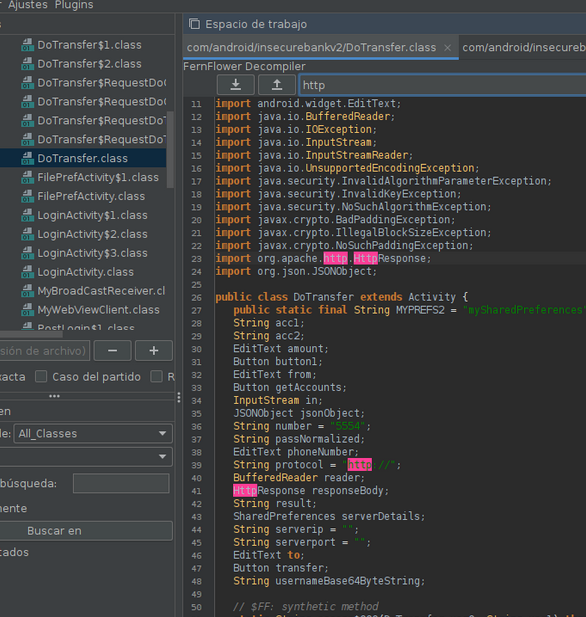 Ajustes Plugins
Espacio de trabajo
DoTransfer$1.class
DoTransfer$2.class
DoTransfer$RequestDo
DoTransfer$RequestDo
DoTransfer$RequestDoT
DoTransfer$RequestDoT
DoTransfer.class
FilePrefActivity$1.class
FilePrefActivity.class
LoginActivity$1.class
LoginActivity$2.class
LoginActivity$3.class
LoginActivity.class
MyBroadCastReceiver.cl
MyWebViewClient.class
PostLogin$1.class
sión de archivo)
xacta Caso del partido R
en
de: All_Classes
búsqueda:
mente
Buscar en
tados
com/android/insecurebankv2/DoTransfer.class × com/android/insecureb
FernFlower Decompiler
http
11 import android.widget.EditText;
12 import java.io.BufferedReader;
13 import java.io.IOException;
14 import java.io.InputStream;
15 import java.io.InputStreamReader;
16 import java.io.UnsupportedEncodingException;
17 import java.security.InvalidAlgorithmParameterException;
18 import java.security.InvalidKeyException;
19 import java.security.NoSuchAlgorithmException;
20 import javax.crypto.BadPaddingException;
21 import javax.crypto.IllegalBlockSizeException;
22 import javax.crypto.NoSuchPaddingException;
23 import org.apache.http.HttpResponse;
24 import org.json.JSONObject;
25
26 public class DoTransfer extends Activity {
27 public static final String MYPREFS2 = "mySharedPreferences"
28 String acc1;
29 String acc2;
30 EditText amount;
31 Button button1;
32 EditText from;
33 Button getAccounts;
34 InputStream in;
35 JSONObject jsonObject;
36 String number = "5554";
37 String passNormalized;
38 EditText phoneNumber;
39 String protocol = "http://";
40 BufferedReader reader;
41 HttpResponse responseBody;
42 String result;
43 SharedPreferences serverDetails;
44 String serverip = "";
45 String serverport = "";
46 EditText to;
47 Button transfer;
48 String usernameBase64ByteString;
49
50 // $FF: synthetic method